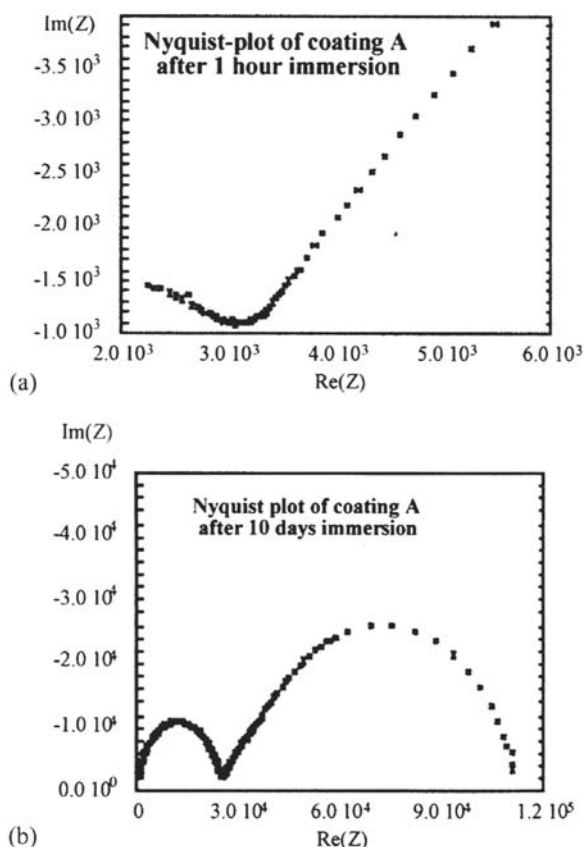 Im(Z)
Nyquist-plot of coating A
after 1 hour immersion
-3.5 10³
-3.0 10³
-2.5 10³
-2.0 10³
-1.5 10³
-1.0 10³
2.0 10³ 3.0 10³ 4.0 10³ 5.0 10³ 6.0 10³
Re(Z)
(a)
Im(Z)
-5.0 10⁴
Nyquist plot of coating A
after 10 days immersion
-4.0 10⁴
-3.0 10⁴
-2.0 10⁴
-1.0 10⁴
0.0 10⁰
0 3.0 10⁴ 6.0 10⁴ 9.0 10⁴ 1.2 10⁵
Re(Z)
(b)